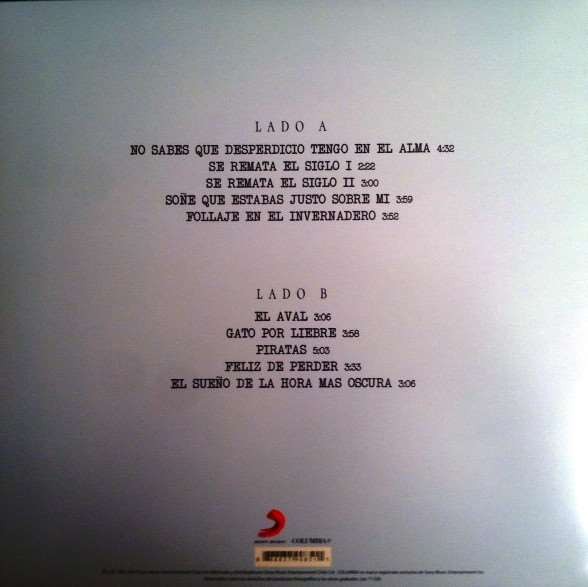 LADO A
NO SABES QUE DESPERDICIO TENGO EN EL ALMA 4:32
SE REMATA EL SIGLO I 2:22
SE REMATA EL SIGLO II 3:00
SOÑE QUE ESTABAS JUSTO SOBRE MI 3:59
FOLLAJE EN EL INVERNADERO 3:52
LADO B
EL AVAL 3:06
GATO POR LIEBRE 3:58
PIRATAS 5:03
FELIZ DE PERDER 3:33
EL SUEÑO DE LA HORA MAS OSCURA 3:06
COLUMBIA